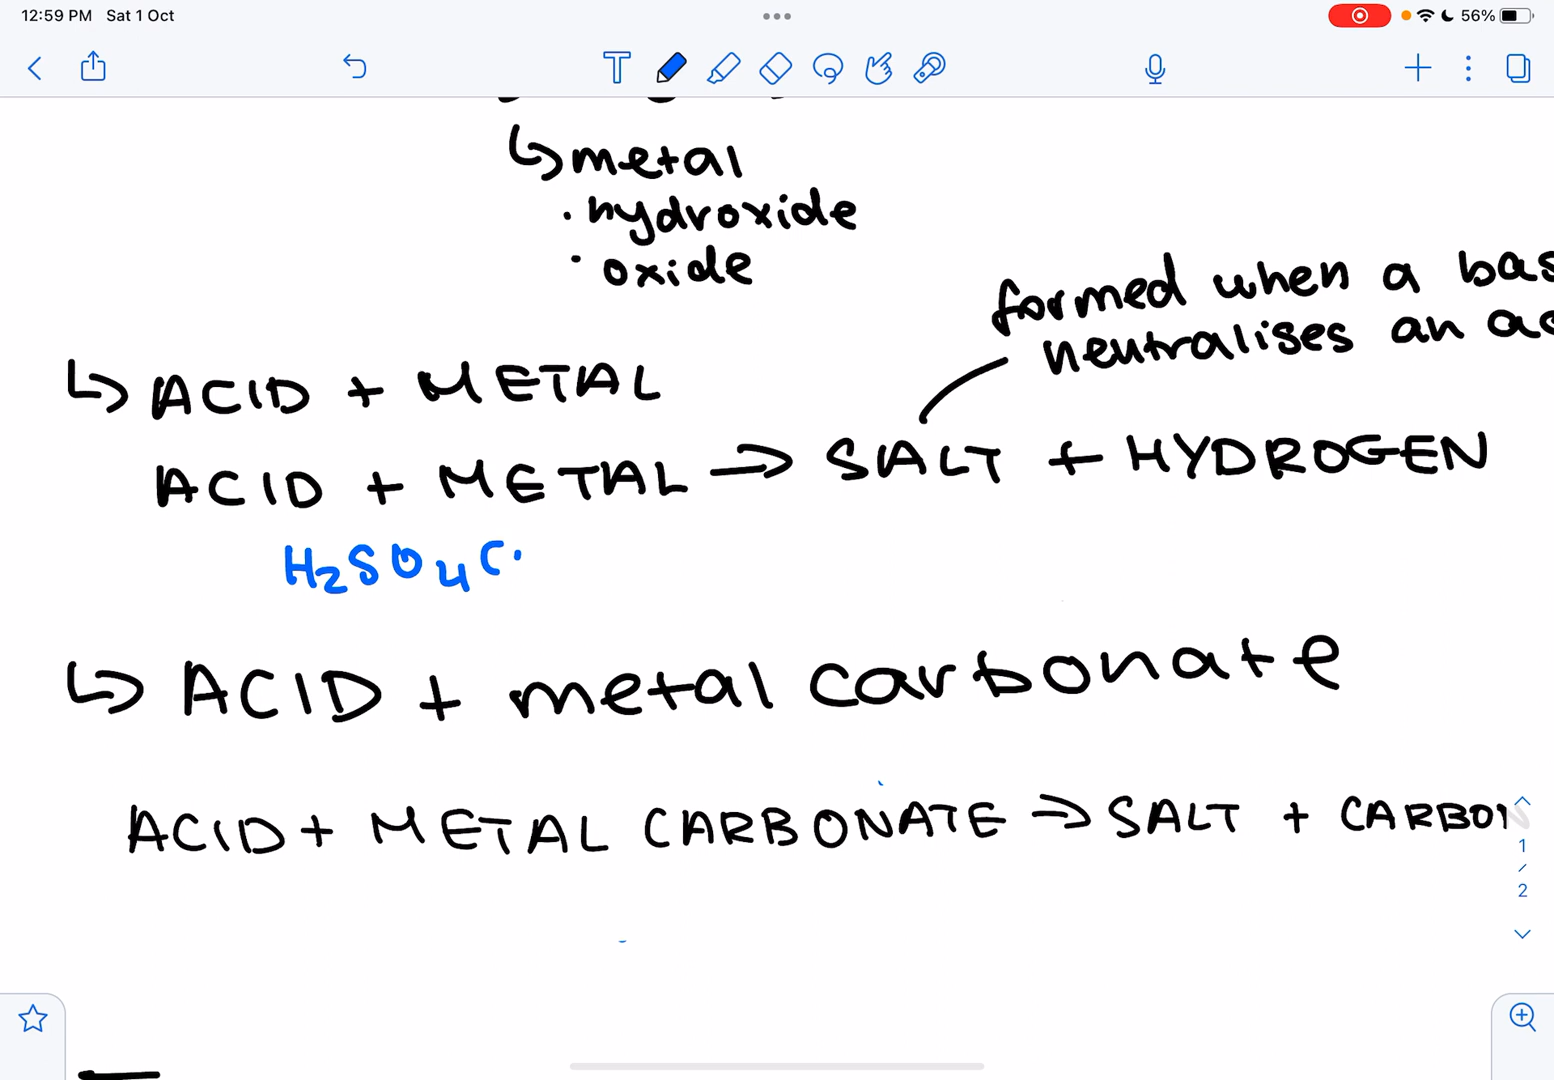 12:59 PM Sat 1 Oct
56%
T
↳ metal
· hydroxide
· oxide
formed when a bas
neutralises an ac
↳ ACID + METAL
ACID + METAL → SALT + HYDROGEN
H₂SO₄(
↳ ACID + metal carbonate
ACID + METAL CARBONATE → SALT + CARBON
1
/
2